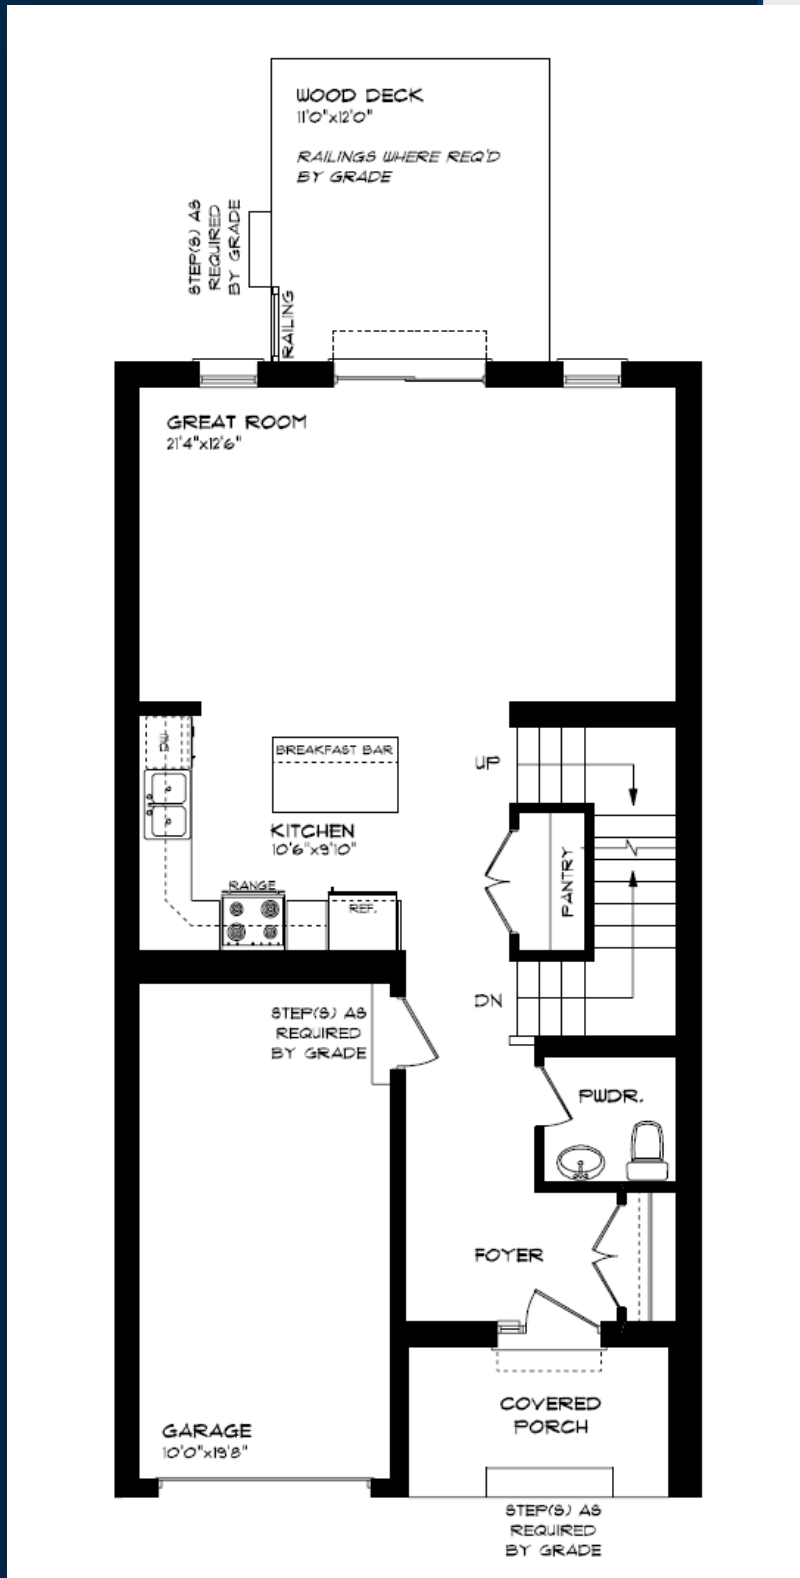 WOOD DECK
11'0"x12'0"
RAILINGS WHERE REQ'D
BY GRADE
STEP(S) AS
REQUIRED
BY GRADE
RAILING
GREAT ROOM
21'4"x12'6"
DW
BREAKFAST BAR
UP
KITCHEN
10'6"x9'10"
PANTRY
RANGE
REF.
DN
STEP(S) AS
REQUIRED
BY GRADE
PWDR.
FOYER
COVERED
PORCH
GARAGE
10'0"x19'8"
STEP(S) AS
REQUIRED
BY GRADE